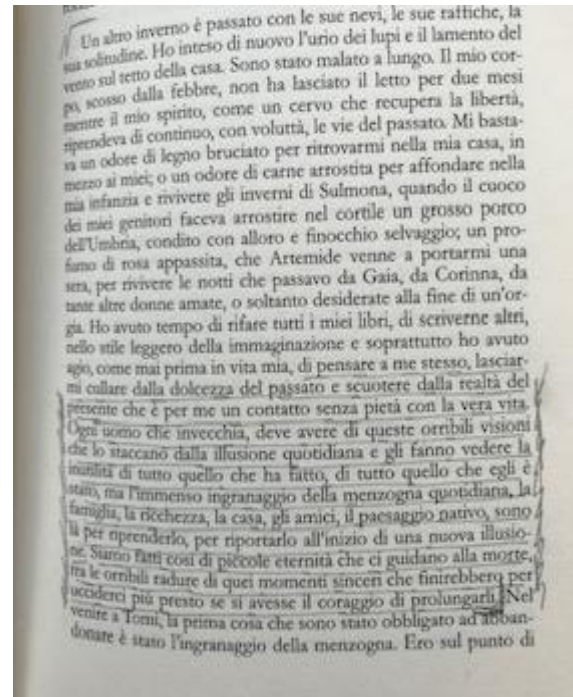 Un altro inverno è passato con le sue nevi, le sue raffiche, la
sua solitudine. Ho inteso di nuovo l'urlo dei lupi e il lamento del
vento sul tetto della casa. Sono stato malato a lungo. Il mio cor-
po, scosso dalla febbre, non ha lasciato il letto per due mesi
mentre il mio spirito, come un cervo che recupera la libertà,
riprendeva di continuo, con voluttà, le vie del passato. Mi basta-
va un odore di legno bruciato per ritrovarmi nella mia casa, in
mezzo ai miei; o un odore di carne arrostita per affondare nella
mia infanzia e rivivere gli inverni di Sulmona, quando il cuoco
dei miei genitori faceva arrostire nel cortile un grosso porco
dell'Umbria, condito con alloro e finocchio selvaggio; un pro-
fumo di rosa appassita, che Artemide venne a portarmi una
sera, per rivivere le notti che passavo da Gaia, da Corinna, da
tante altre donne amate, o soltanto desiderate alla fine di un'or-
gia. Ho avuto tempo di rifare tutti i miei libri, di scriverne altri,
nello stile leggero della immaginazione e soprattutto ho avuto
agio, come mai prima in vita mia, di pensare a me stesso, lasciar-
mi cullare dalla dolcezza del passato e scuotere dalla realtà del
presente che è per me un contatto senza pietà con la vera vita.
Ogni uomo che invecchia, deve avere di queste orribili visioni
che lo staccano dalla illusione quotidiana e gli fanno vedere la
inutilità di tutto quello che ha fatto, di tutto quello che egli è
stato, ma l'immenso ingranaggio della menzogna quotidiana, la
famiglia, la ricchezza, la casa, gli amici, il paesaggio nativo, sono
là per riprenderlo, per riportarlo all'inizio di una nuova illusio-
ne. Siamo fatti così di piccole eternità che ci guidano alla morte,
tra le orribili radure di quei momenti sinceri che finirebbero per
ucciderci più presto se si avesse il coraggio di prolungarli. Nel
venire a Tomi, la prima cosa che sono stato obbligato ad abban-
donare è stato l'ingranaggio della menzogna. Ero sul punto di